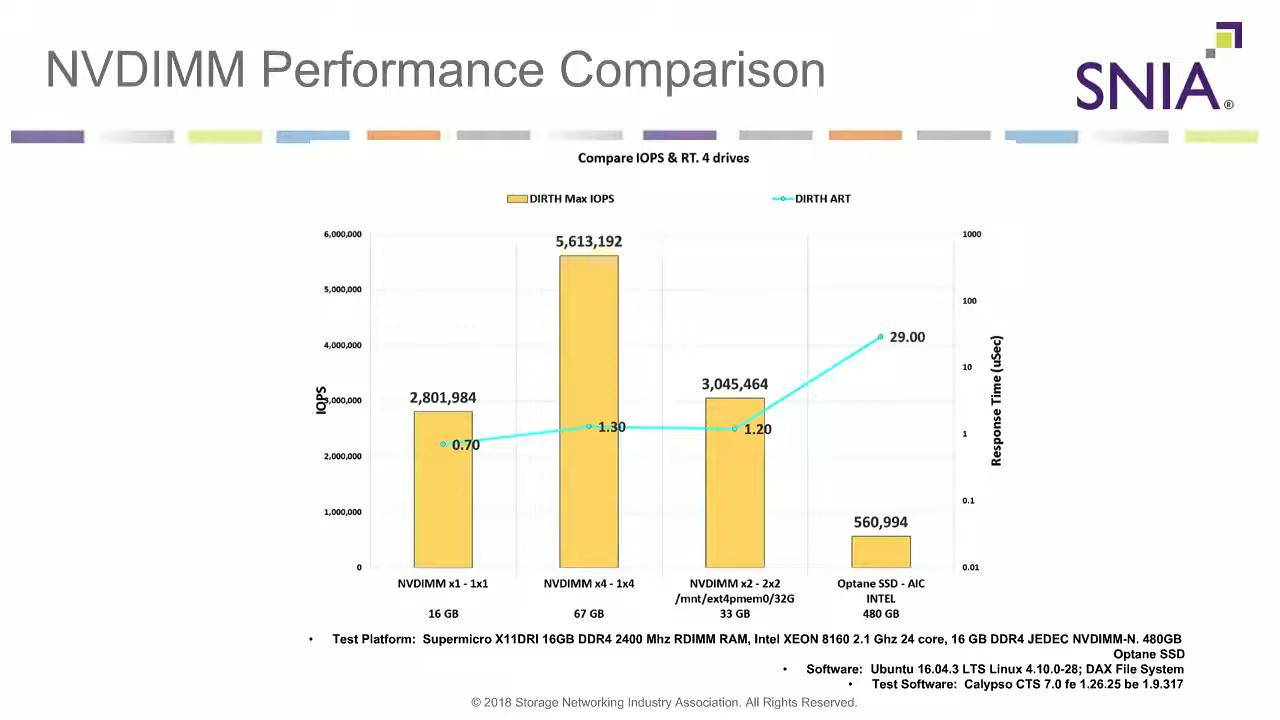 NVDIMM Performance Comparison
SNIA®
Compare IOPS & RT. 4 drives
DIRTH Max IOPS
DIRTH ART
6,000,000
5,000,000
4,000,000
3,000,000
2,000,000
1,000,000
0
IOPS
2,801,984
5,613,192
3,045,464
560,994
0.70
1.30
1.20
29.00
1000
100
10
1
0.1
0.01
Response Time (uSec)
NVDIMM x1 - 1x1
16 GB
NVDIMM x4 - 1x4
67 GB
NVDIMM x2 - 2x2
/mnt/ext4pmem0/32G
33 GB
Optane SSD - AIC
INTEL
480 GB
• Test Platform: Supermicro X11DRI 16GB DDR4 2400 Mhz RDIMM RAM, Intel XEON 8160 2.1 Ghz 24 core, 16 GB DDR4 JEDEC NVDIMM-N. 480GB
Optane SSD
• Software: Ubuntu 16.04.3 LTS Linux 4.10.0-28; DAX File System
• Test Software: Calypso CTS 7.0 fe 1.26.25 be 1.9.317
© 2018 Storage Networking Industry Association. All Rights Reserved.